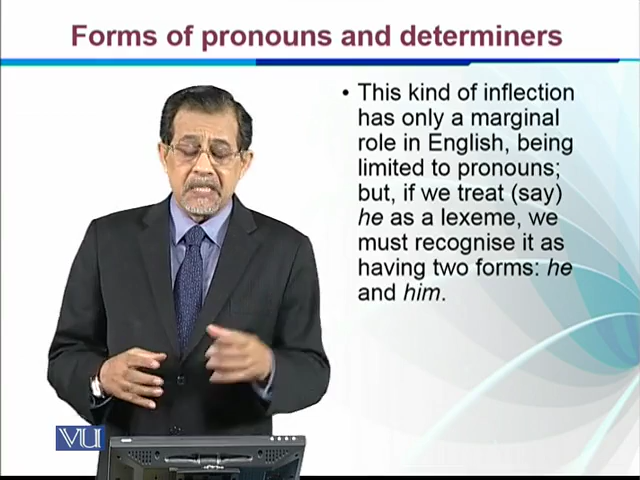 Forms of pronouns and determiners
• This kind of inflection
has only a marginal
role in English, being
limited to pronouns;
but, if we treat (say)
he as a lexeme, we
must recognise it as
having two forms: he
and him.
VU